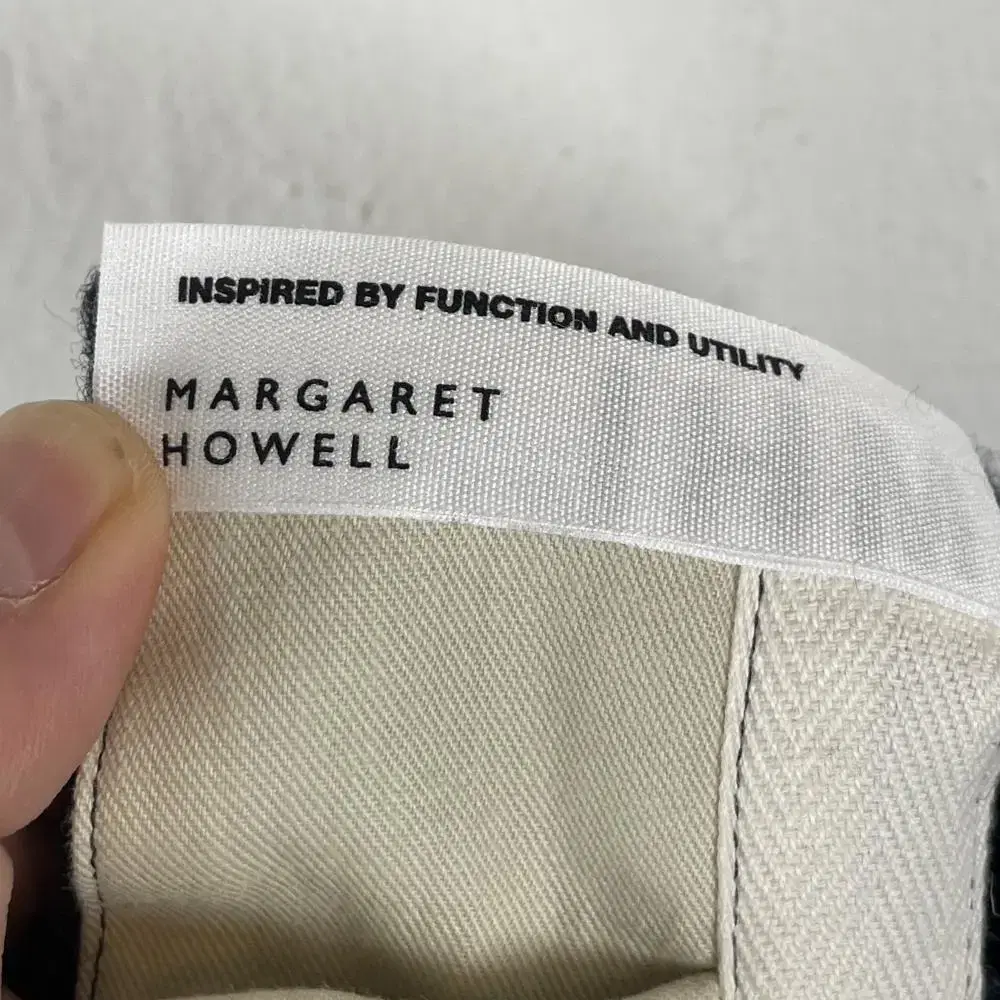 INSPIRED BY FUNCTION AND UTILITY
MARGARET
HOWELL